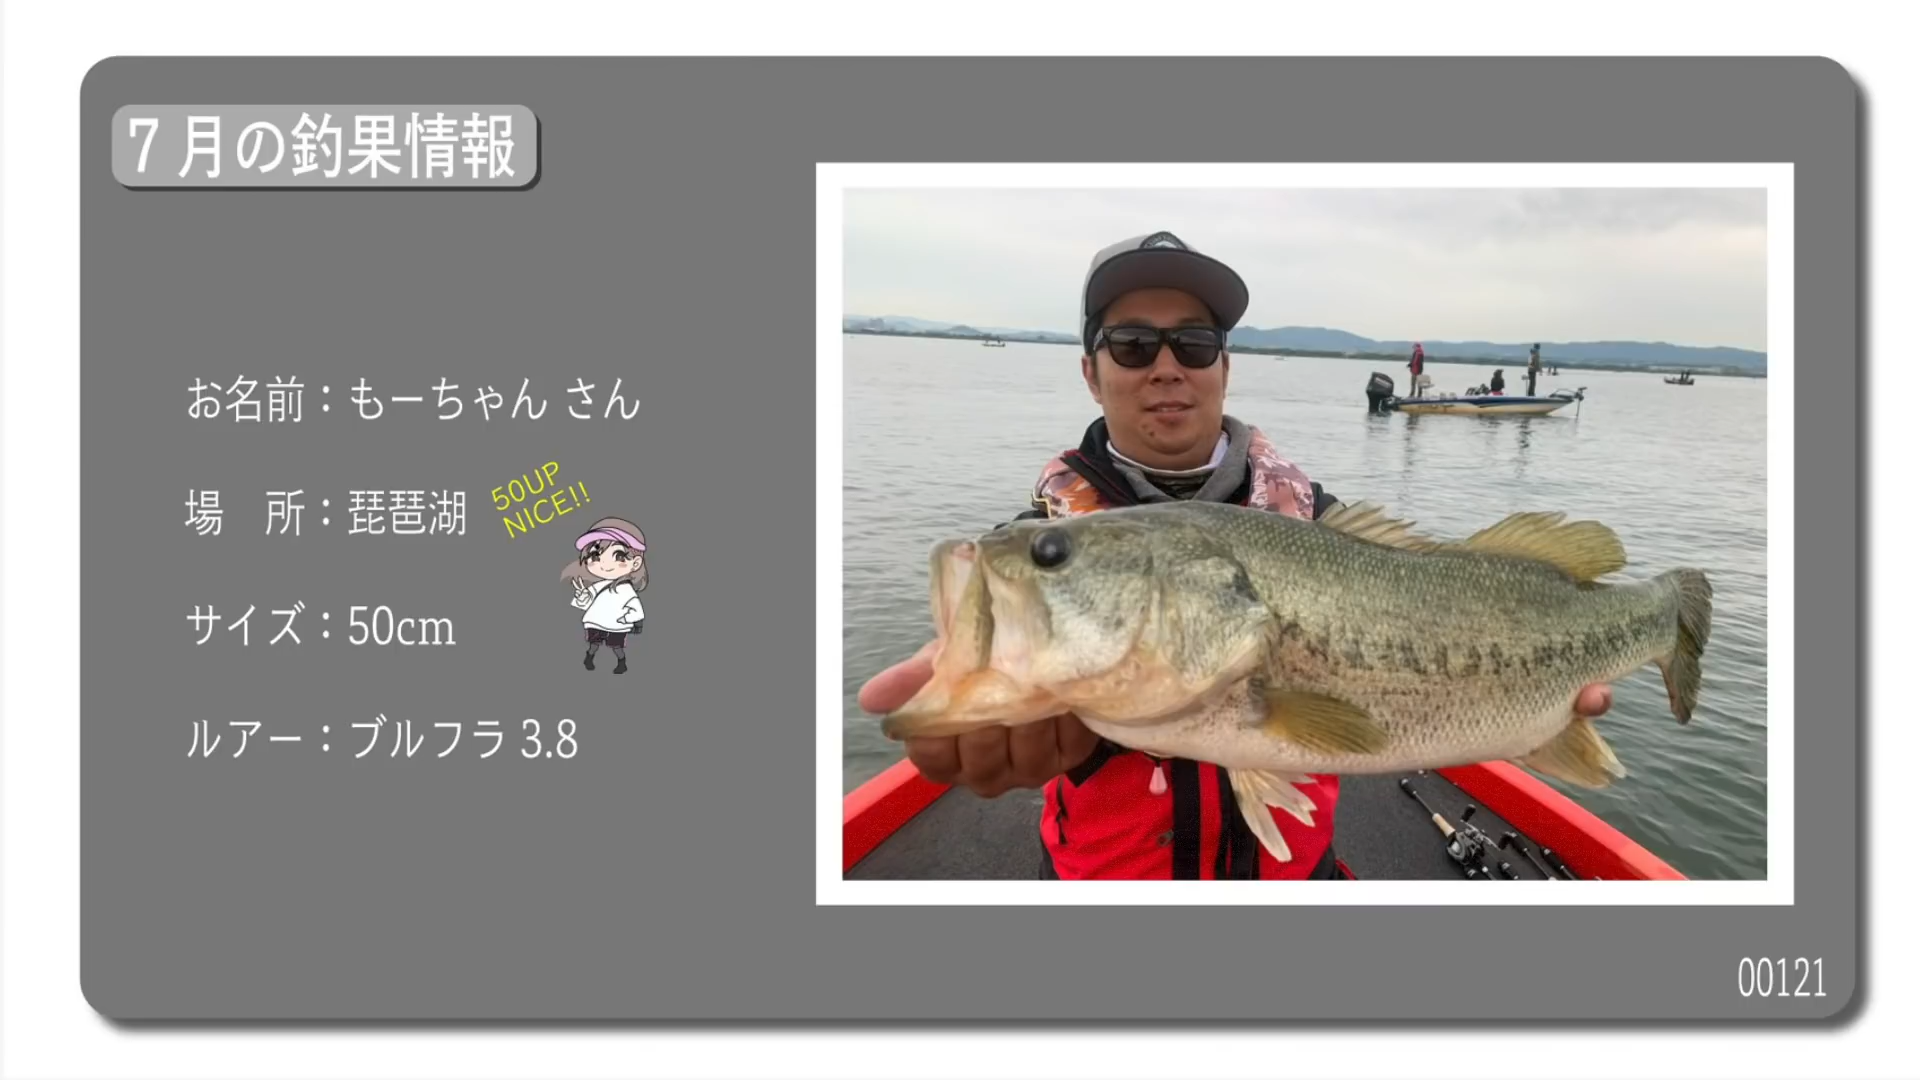 7月の釣果情報
お名前：もーちゃん さん
場　所：琵琶湖
50UP
NICE!!
サイズ：50cm
ルアー：ブルフラ 3.8
00121